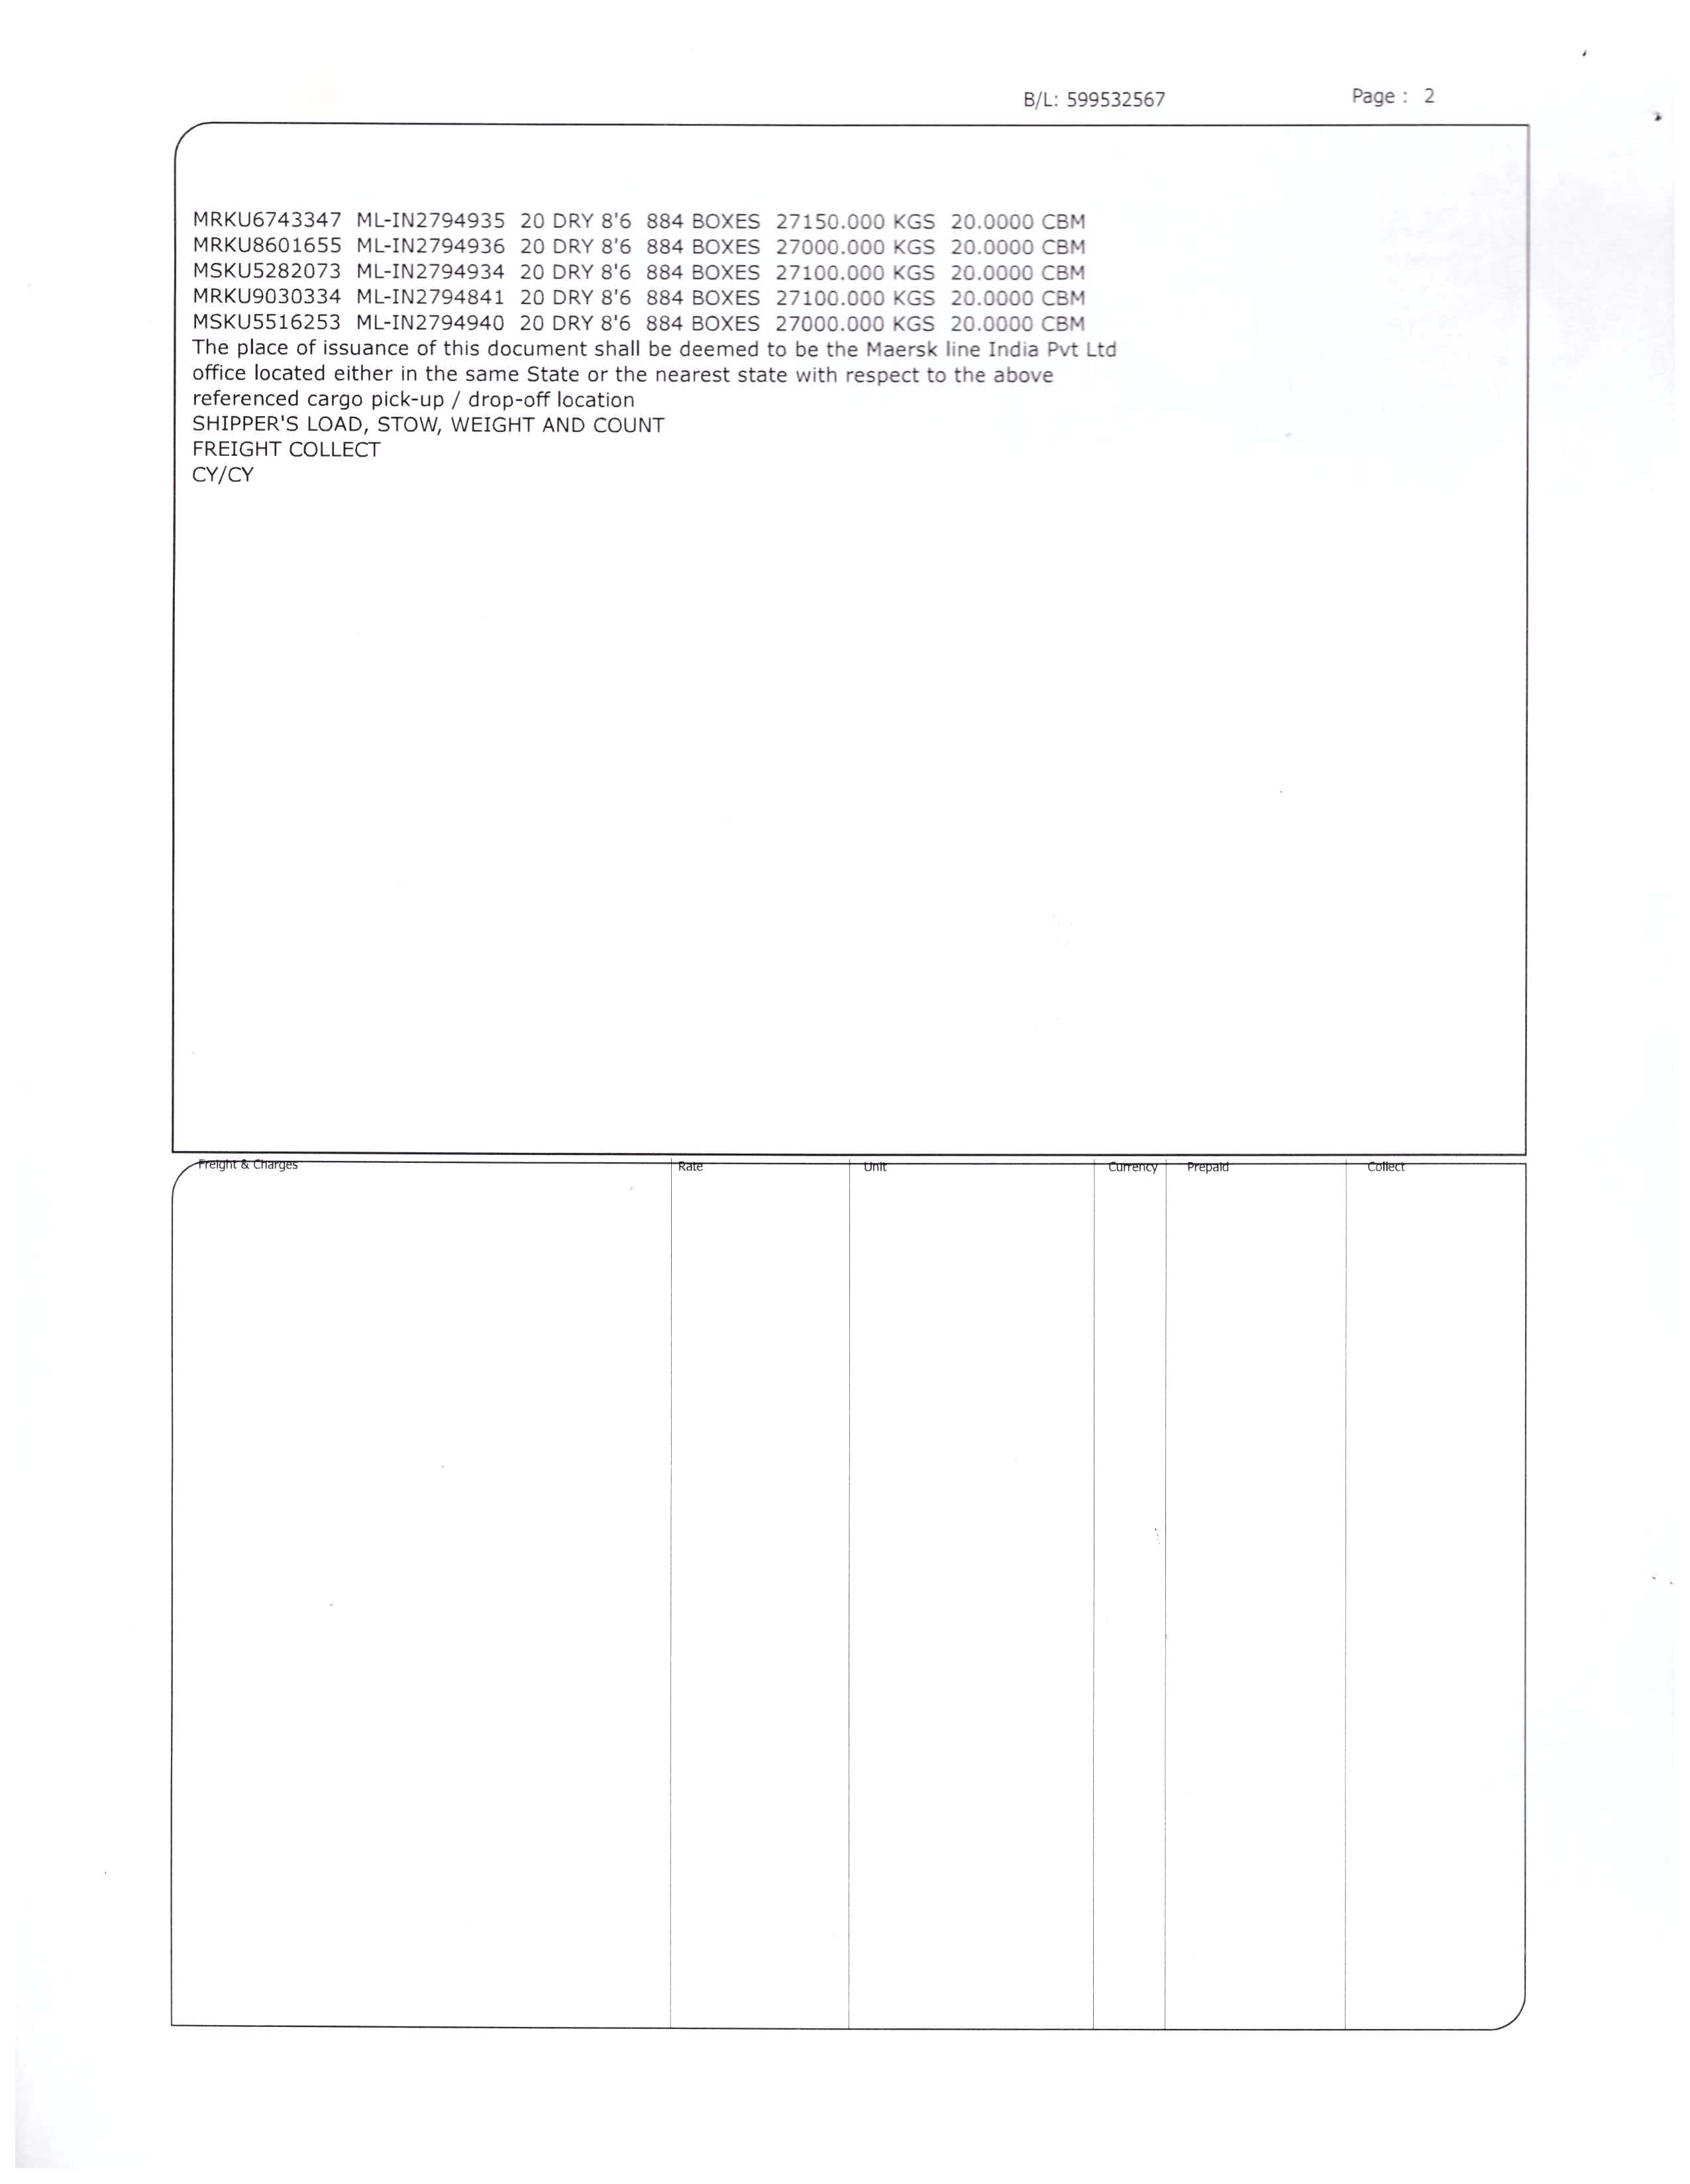 B/L: 599532567 Page : 2
MRKU6743347 ML-IN2794935 20 DRY 8'6 884 BOXES 27150.000 KGS 20.0000 CBM
MRKU8601655 ML-IN2794936 20 DRY 8'6 884 BOXES 27000.000 KGS 20.0000 CBM
MSKU5282073 ML-IN2794934 20 DRY 8'6 884 BOXES 27100.000 KGS 20.0000 CBM
MRKU9030334 ML-IN2794841 20 DRY 8'6 884 BOXES 27100.000 KGS 20.0000 CBM
MSKU5516253 ML-IN2794940 20 DRY 8'6 884 BOXES 27000.000 KGS 20.0000 CBM
The place of issuance of this document shall be deemed to be the Maersk line India Pvt Ltd
office located either in the same State or the nearest state with respect to the above
referenced cargo pick-up / drop-off location
SHIPPER'S LOAD, STOW, WEIGHT AND COUNT
FREIGHT COLLECT
CY/CY
Freight & Charges Rate Unit Currency Prepaid Collect